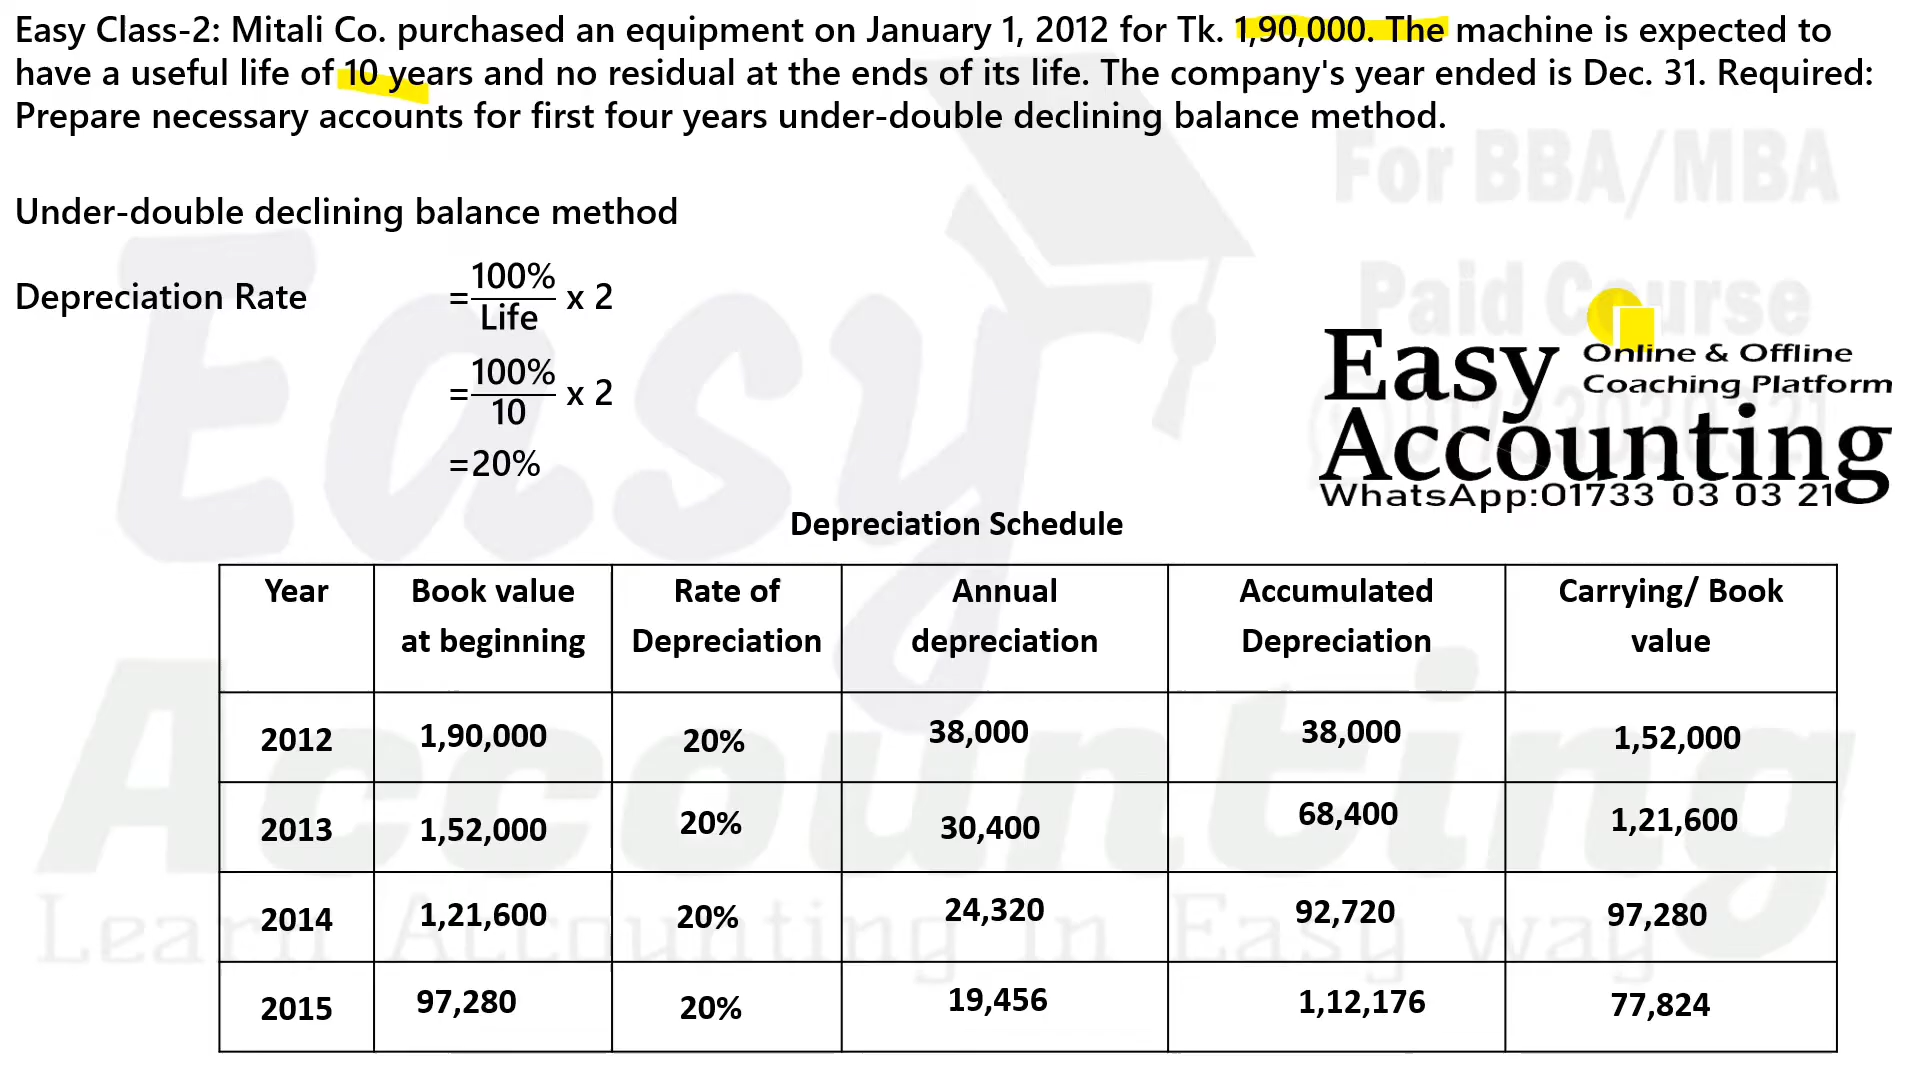 Easy Class-2: Mitali Co. purchased an equipment on January 1, 2012 for Tk. 1,90,000. The machine is expected to
have a useful life of 10 years and no residual at the ends of its life. The company's year ended is Dec. 31. Required:
Prepare necessary accounts for first four years under-double declining balance method.
For BBA/MBA
Paid Course
Under-double declining balance method
Depreciation Rate =100%/Life x 2
=100%/10 x 2
=20%
Easy Online & Offline
Coaching Platform
Accounting
WhatsApp:01733 03 03 21
Depreciation Schedule
Year Book value at beginning Rate of Depreciation Annual depreciation Accumulated Depreciation Carrying/ Book value
2012 1,90,000 20% 38,000 38,000 1,52,000
2013 1,52,000 20% 30,400 68,400 1,21,600
2014 1,21,600 20% 24,320 92,720 97,280
2015 97,280 20% 19,456 1,12,176 77,824
Easy
Accounting
Learn Accounting in Easy way